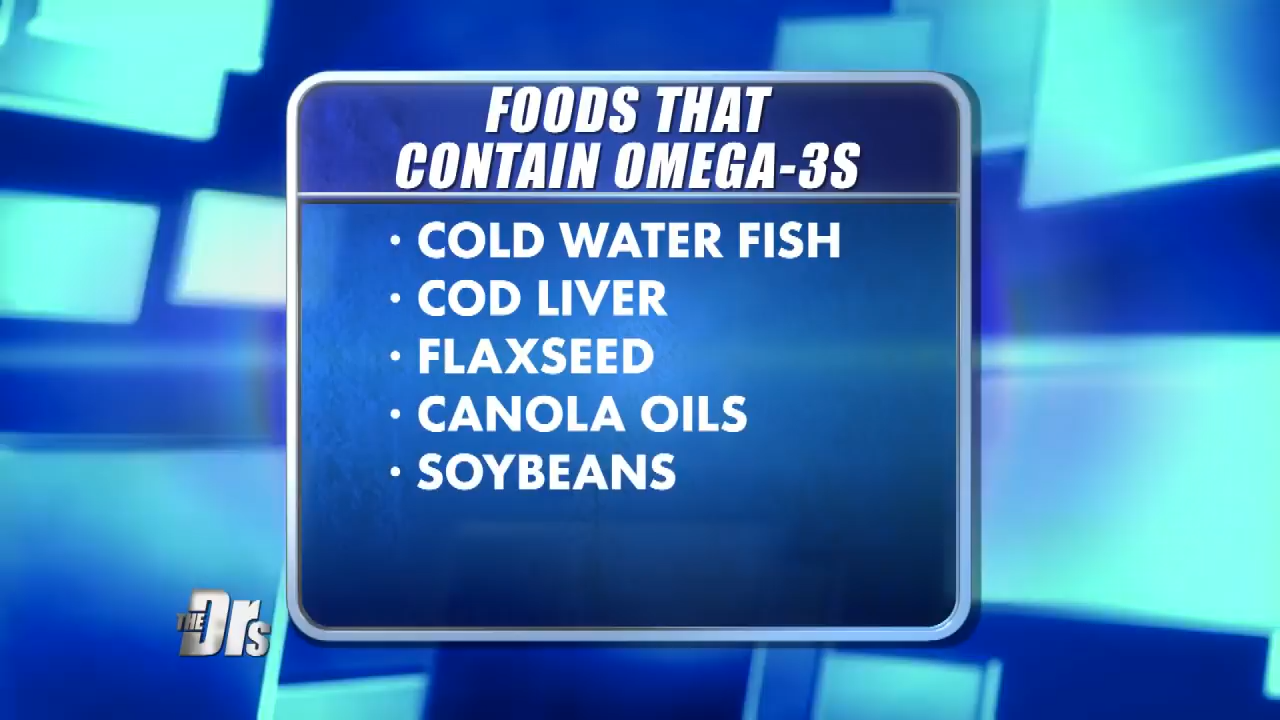 FOODS THAT
CONTAIN OMEGA-3S
· COLD WATER FISH
· COD LIVER
· FLAXSEED
· CANOLA OILS
· SOYBEANS
THE Drs